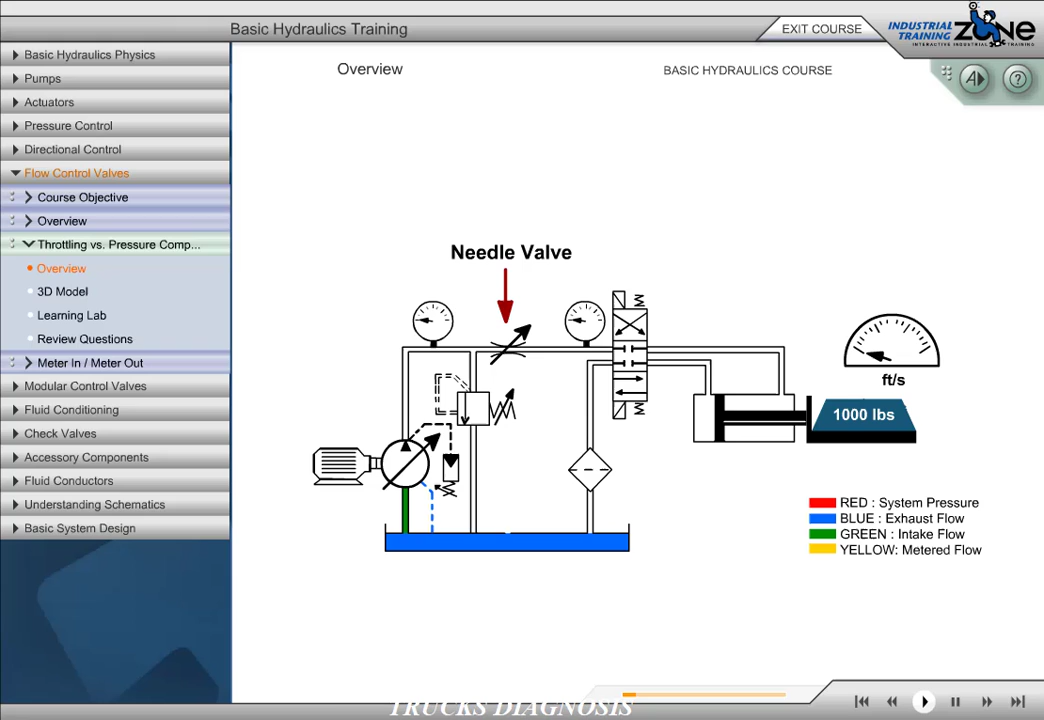 Basic Hydraulics Training
EXIT COURSE
INDUSTRIAL
TRAINING
ZONE
INTERACTIVE INDUSTRIAL TRAINING
A
?
Basic Hydraulics Physics
Pumps
Actuators
Pressure Control
Directional Control
Flow Control Valves
Course Objective
Overview
Throttling vs. Pressure Comp...
Overview
3D Model
Learning Lab
Review Questions
Meter In / Meter Out
Modular Control Valves
Fluid Conditioning
Check Valves
Accessory Components
Fluid Conductors
Understanding Schematics
Basic System Design
Overview
BASIC HYDRAULICS COURSE
Needle Valve
ft/s
1000 lbs
RED : System Pressure
BLUE : Exhaust Flow
GREEN : Intake Flow
YELLOW: Metered Flow
TRUCKS DIAGNOSIS